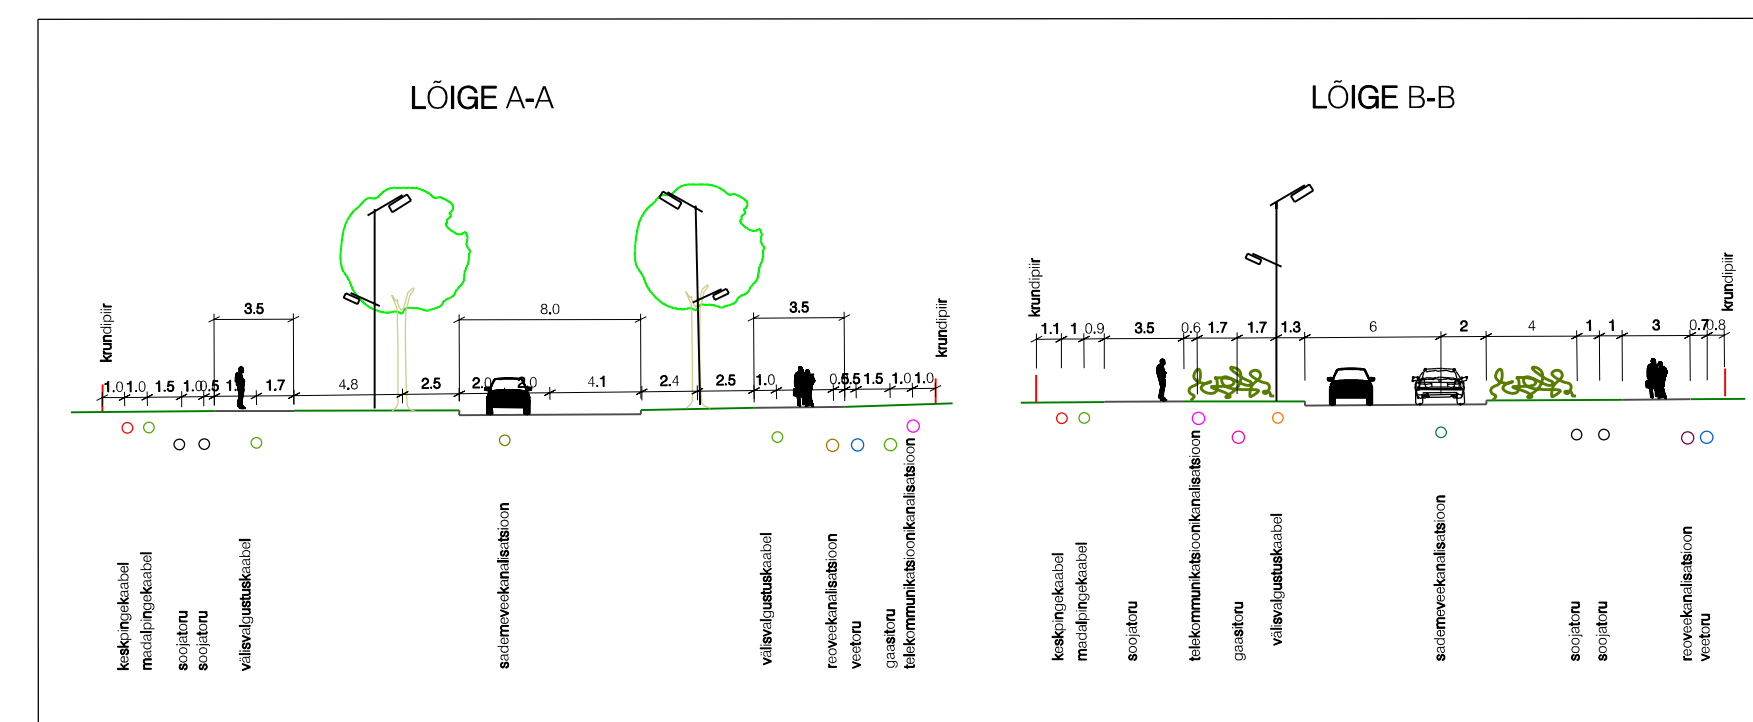 LÕIGE A-A
krundipiir
3.5
8.0
3.5
krundipiir
1.0 1.0 1.5 1.0 0.5 1.7 4.8 2.5 2.0 2.0 4.1 2.4 2.5 1.0 1.5 1.0 1.0
keskpingekaabel
madalpingekaabel
soojatoru
soojatoru
välisvalgustuskaabel
sademeveekanalisatsioon
välisvalgustuskaabel
reoveekanalisatsioon
veetoru
gaasitoru
telekommunikatsioonikanalisatsioon
LÕIGE B-B
krundipiir
1.1 1 0.9 3.5 0.6 1.7 1.7 1.3 6 2 4 1 1 3 0.7 0.8
krundipiir
keskpingekaabel
madalpingekaabel
soojatoru
telekommunikatsioonikanalisatsioon
gaasitoru
välisvalgustuskaabel
sademeveekanalisatsioon
soojatoru
soojatoru
reoveekanalisatsioon
veetoru